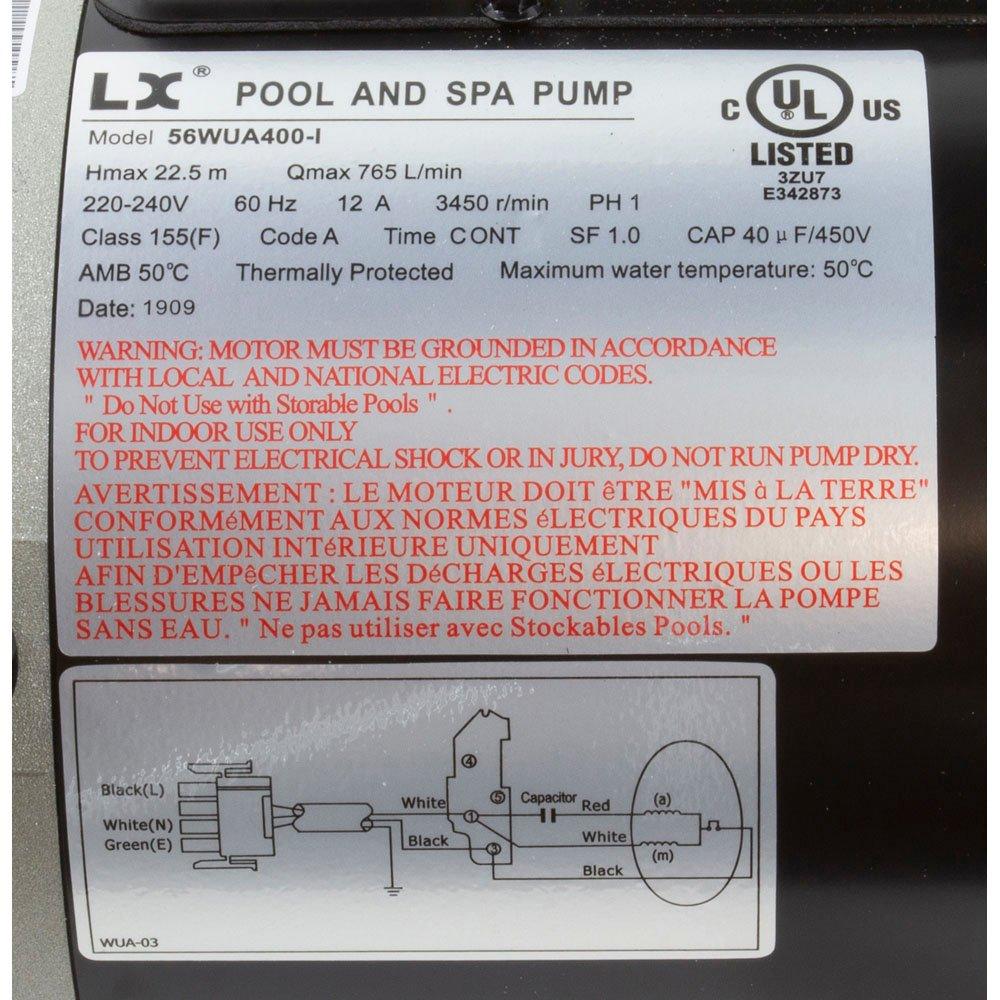 LX® POOL AND SPA PUMP
Model 56WUA400-I
C UL® US
LISTED
3ZU7
E342873
Hmax 22.5 m Qmax 765 L/min
220-240V 60 Hz 12 A 3450 r/min PH 1
Class 155(F) Code A Time CONT SF 1.0 CAP 40 μF/450V
AMB 50℃ Thermally Protected Maximum water temperature: 50℃
Date: 1909
WARNING: MOTOR MUST BE GROUNDED IN ACCORDANCE
WITH LOCAL AND NATIONAL ELECTRIC CODES.
" Do Not Use with Storable Pools " .
FOR INDOOR USE ONLY
TO PREVENT ELECTRICAL SHOCK OR IN JURY, DO NOT RUN PUMP DRY.
AVERTISSEMENT : LE MOTEUR DOIT êTRE "MIS à LA TERRE"
CONFORMéMENT AUX NORMES éLECTRIQUES DU PAYS
UTILISATION INTéRIEURE UNIQUEMENT
AFIN D'EMPêCHER LES DéCHARGES éLECTRIQUES OU LES
BLESSURES NE JAMAIS FAIRE FONCTIONNER LA POMPE
SANS EAU. " Ne pas utiliser avec Stockables Pools. "
Black(L)
White(N)
Green(E)
White
Black
4
5
1
3
Capacitor
Red
White
Black
(a)
(m)
WUA-03